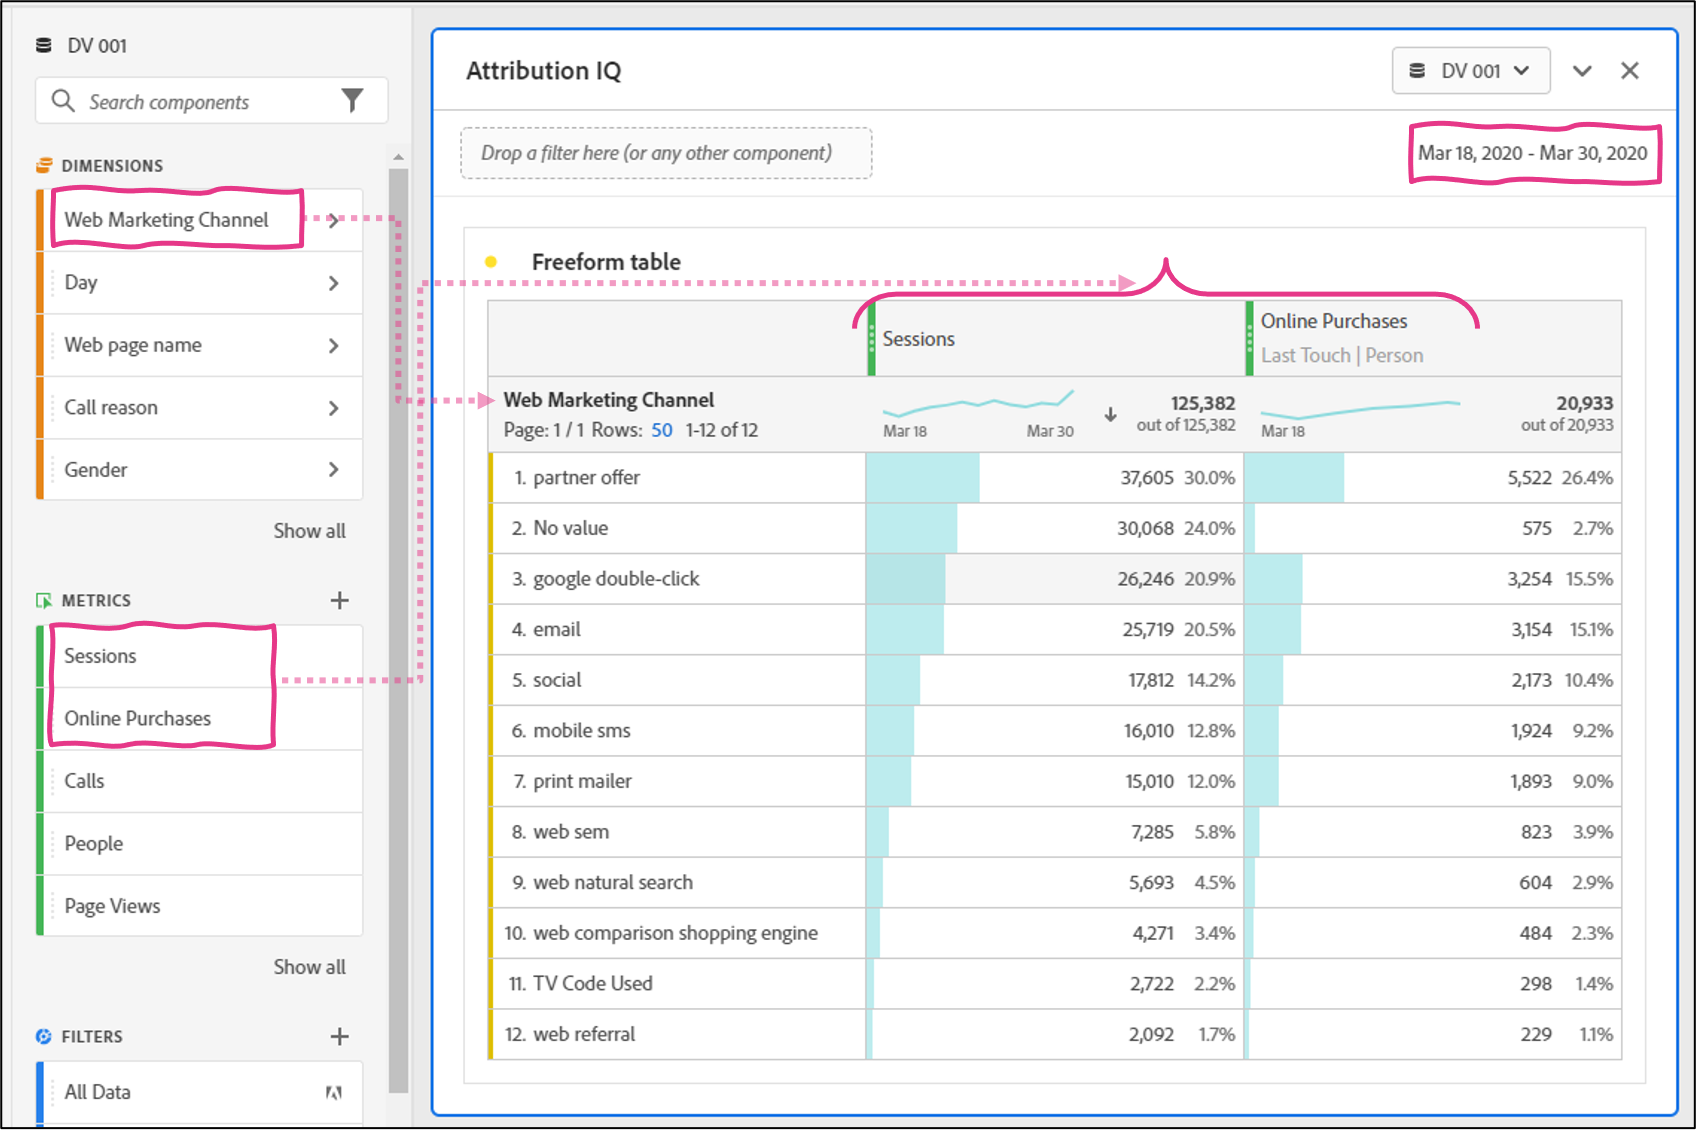 DV 001
Search components
DIMENSIONS
Web Marketing Channel
Day
Web page name
Call reason
Gender
Show all
METRICS
Sessions
Online Purchases
Calls
People
Page Views
Show all
FILTERS
All Data
Attribution IQ
DV 001
Drop a filter here (or any other component)
Mar 18, 2020 - Mar 30, 2020
Freeform table
Sessions
Online Purchases
Last Touch | Person
Web Marketing Channel
Page: 1 / 1 Rows: 50 1-12 of 12
Mar 18 Mar 30
125,382
out of 125,382
Mar 18
20,933
out of 20,933
1. partner offer 37,605 30.0% 5,522 26.4%
2. No value 30,068 24.0% 575 2.7%
3. google double-click 26,246 20.9% 3,254 15.5%
4. email 25,719 20.5% 3,154 15.1%
5. social 17,812 14.2% 2,173 10.4%
6. mobile sms 16,010 12.8% 1,924 9.2%
7. print mailer 15,010 12.0% 1,893 9.0%
8. web sem 7,285 5.8% 823 3.9%
9. web natural search 5,693 4.5% 604 2.9%
10. web comparison shopping engine 4,271 3.4% 484 2.3%
11. TV Code Used 2,722 2.2% 298 1.4%
12. web referral 2,092 1.7% 229 1.1%